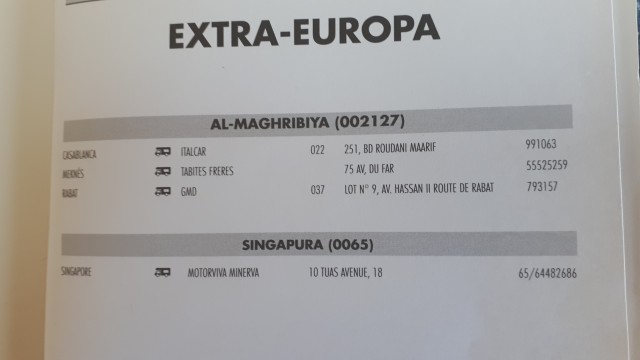 EXTRA-EUROPA
AL-MAGHRIBIYA (002127)
CASABLANCA ITALCAR 022 251, BD ROUDANI MAARIF 991063
MERNÉS TABITES FRERES 75 AV, DU FAR 55525259
RABAT GMD 037 LOT N° 9, AV. HASSAN II ROUTE DE RABAT 793157
SINGAPURA (0065)
SINGAPORE MOTORVIVA MINERVA 10 TUAS AVENUE, 18 65/64482686